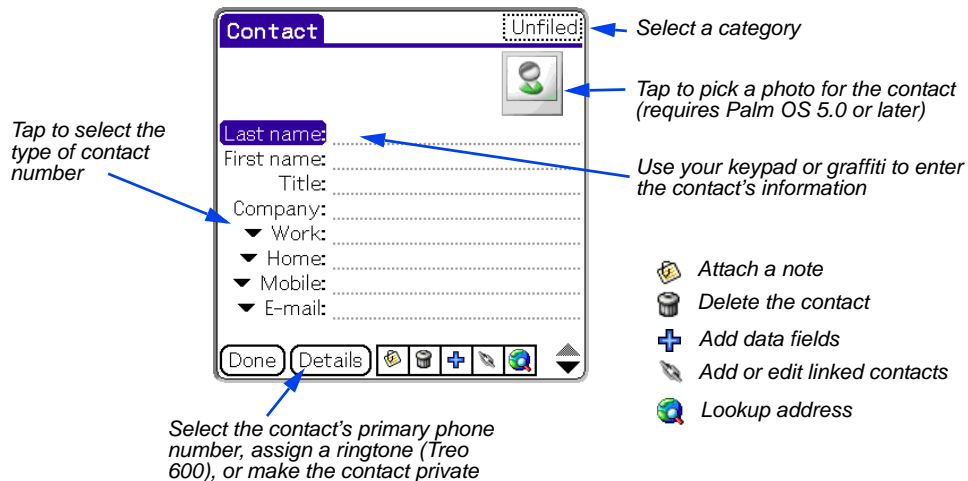 Contact
Unfiled
Select a category
Tap to pick a photo for the contact
(requires Palm OS 5.0 or later)
Tap to select the
type of contact
number
Last name:
First name:
Title:
Company:
Work:
Home:
Mobile:
E-mail:
Use your keypad or graffiti to enter
the contact’s information
Attach a note
Delete the contact
Add data fields
Add or edit linked contacts
Lookup address
Done
Details
Select the contact’s primary phone
number, assign a ringtone (Treo
600), or make the contact private